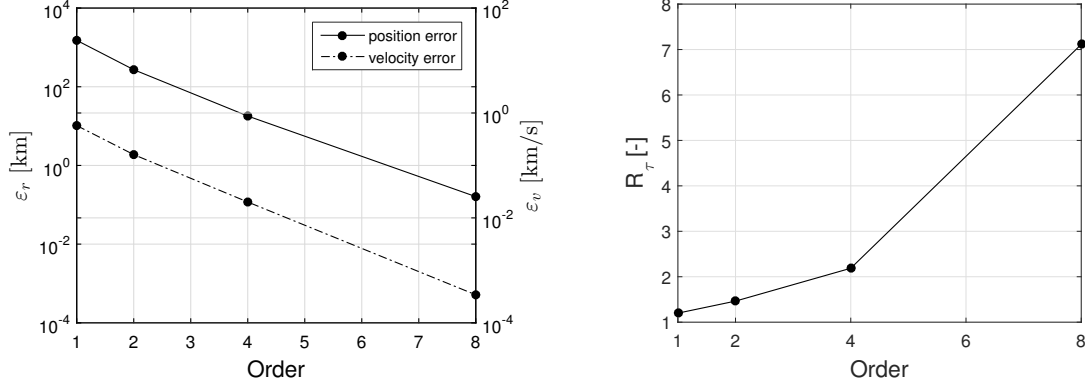 10^4
10^2
10^0
10^-2
10^-4
ε_r [km]
1 2 3 4 5 6 7 8
Order
position error
velocity error
10^2
10^0
10^-2
10^-4
ε_v [km/s]
8
7
6
5
4
3
2
1
R_τ [-]
1 2 4 6 8
Order